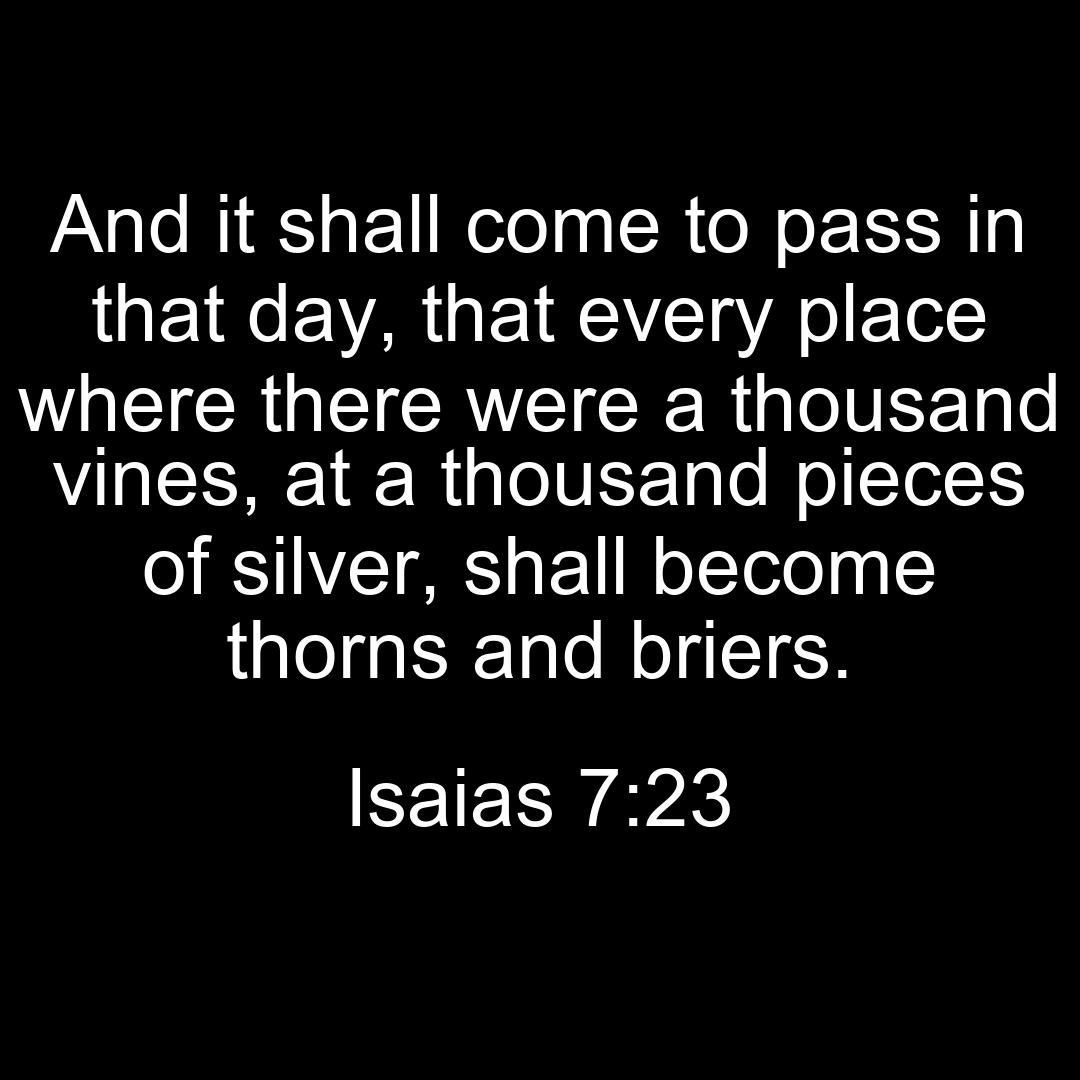 And it shall come to pass in
that day, that every place
where there were a thousand
vines, at a thousand pieces
of silver, shall become
thorns and briers.
Isaias 7:23